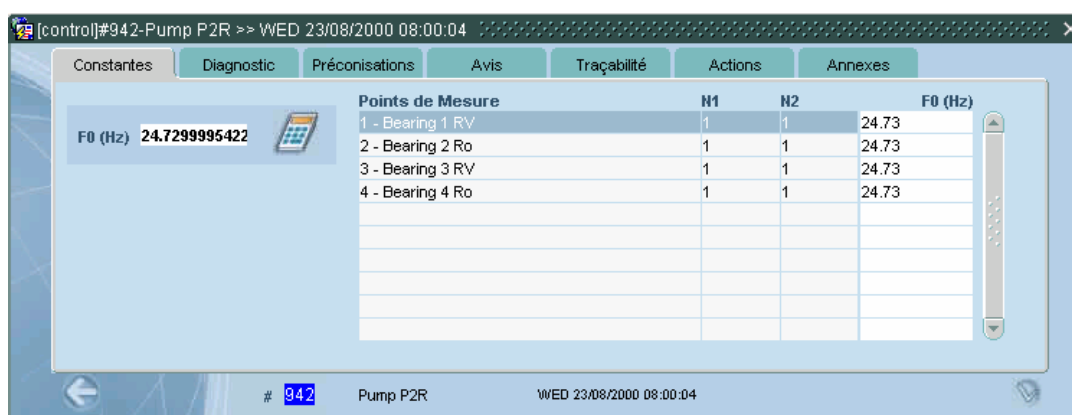 [control]#942-Pump P2R >> WED 23/08/2000 08:00:04
Constantes Diagnostic Préconisations Avis Traçabilité Actions Annexes
Points de Mesure N1 N2 F0 (Hz)
F0 (Hz) 24.7299995422
1 - Bearing 1 RV 1 1 24.73
2 - Bearing 2 Ro 1 1 24.73
3 - Bearing 3 RV 1 1 24.73
4 - Bearing 4 Ro 1 1 24.73
# 942 Pump P2R WED 23/08/2000 08:00:04